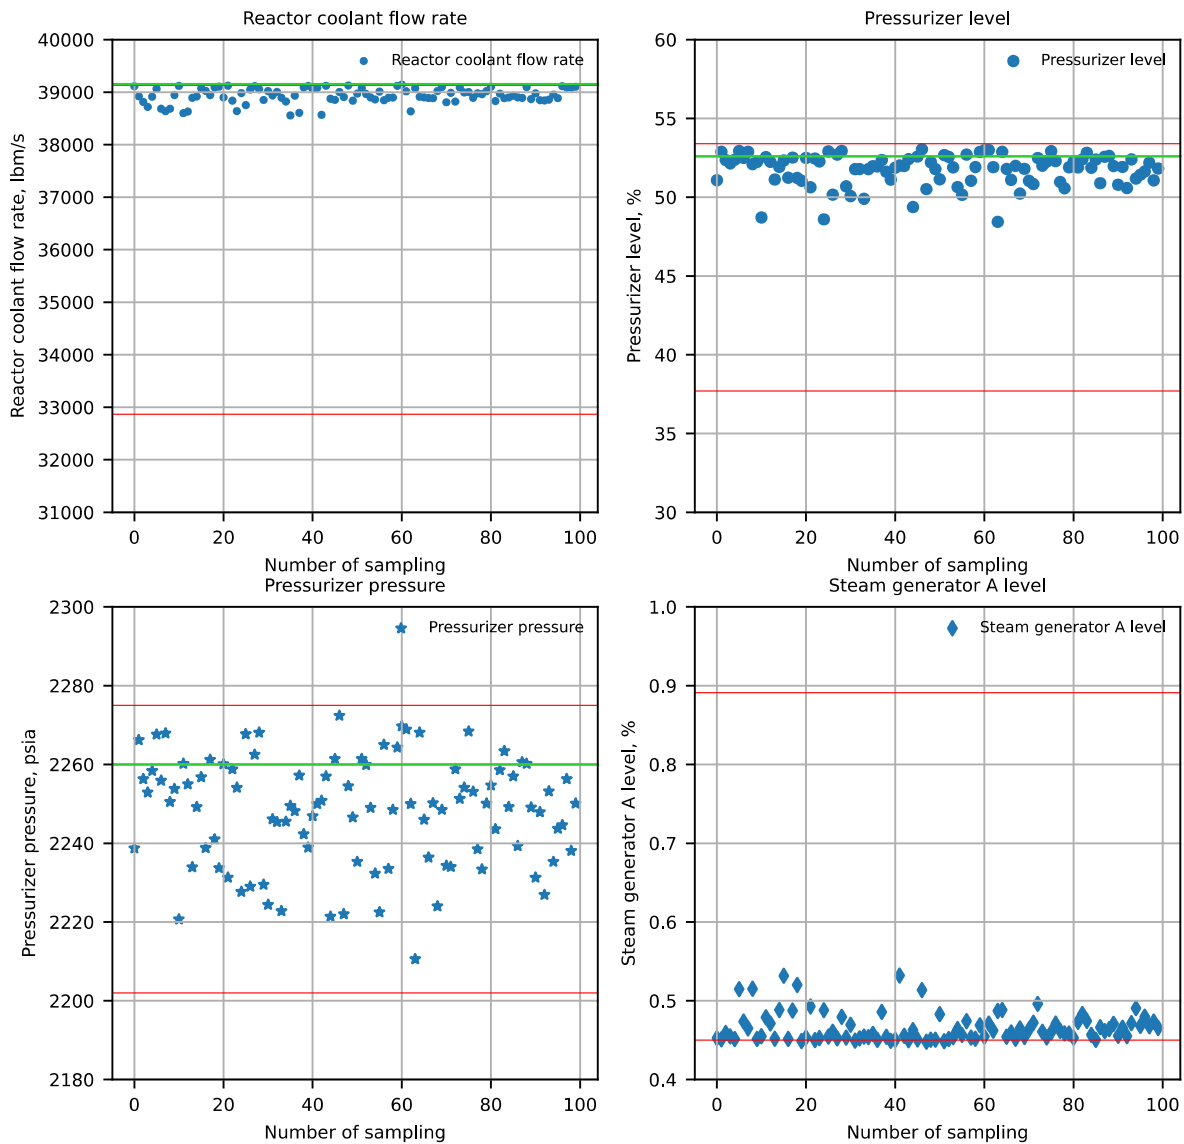 Reactor coolant flow rate
40000
39000
38000
37000
36000
35000
34000
33000
32000
31000
Reactor coolant flow rate, lbm/s
Reactor coolant flow rate
0 20 40 60 80 100
Number of sampling
Pressurizer level
60
55
50
45
40
35
30
Pressurizer level, %
Pressurizer level
0 20 40 60 80 100
Number of sampling
Pressurizer pressure
2300
2280
2260
2240
2220
2200
2180
Pressurizer pressure, psia
Pressurizer pressure
0 20 40 60 80 100
Number of sampling
Steam generator A level
1.0
0.9
0.8
0.7
0.6
0.5
0.4
Steam generator A level, %
Steam generator A level
0 20 40 60 80 100
Number of sampling